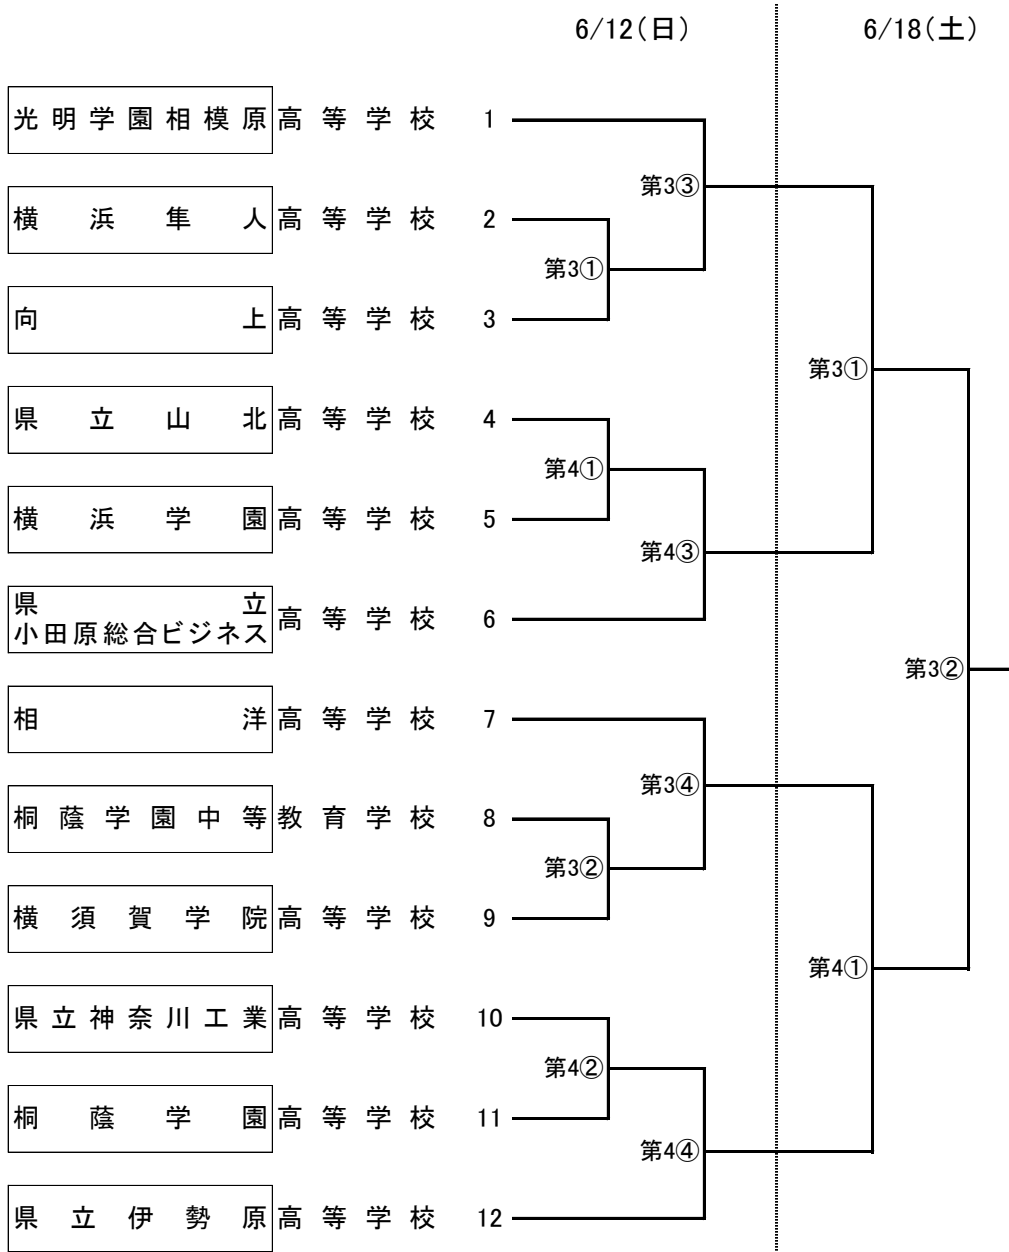 6/12(日) 6/18(土)
光明学園相模原高等学校 1
第3③
横浜隼人高等学校 2
第3①
向上高等学校 3
第3①
県立山北高等学校 4
第4①
横浜学園高等学校 5
第4③
県立
小田原総合ビジネス高等学校 6
第3②
相洋高等学校 7
第3④
桐蔭学園中等教育学校 8
第3②
横須賀学院高等学校 9
第4①
県立神奈川工業高等学校 10
第4②
桐蔭学園高等学校 11
第4④
県立伊勢原高等学校 12